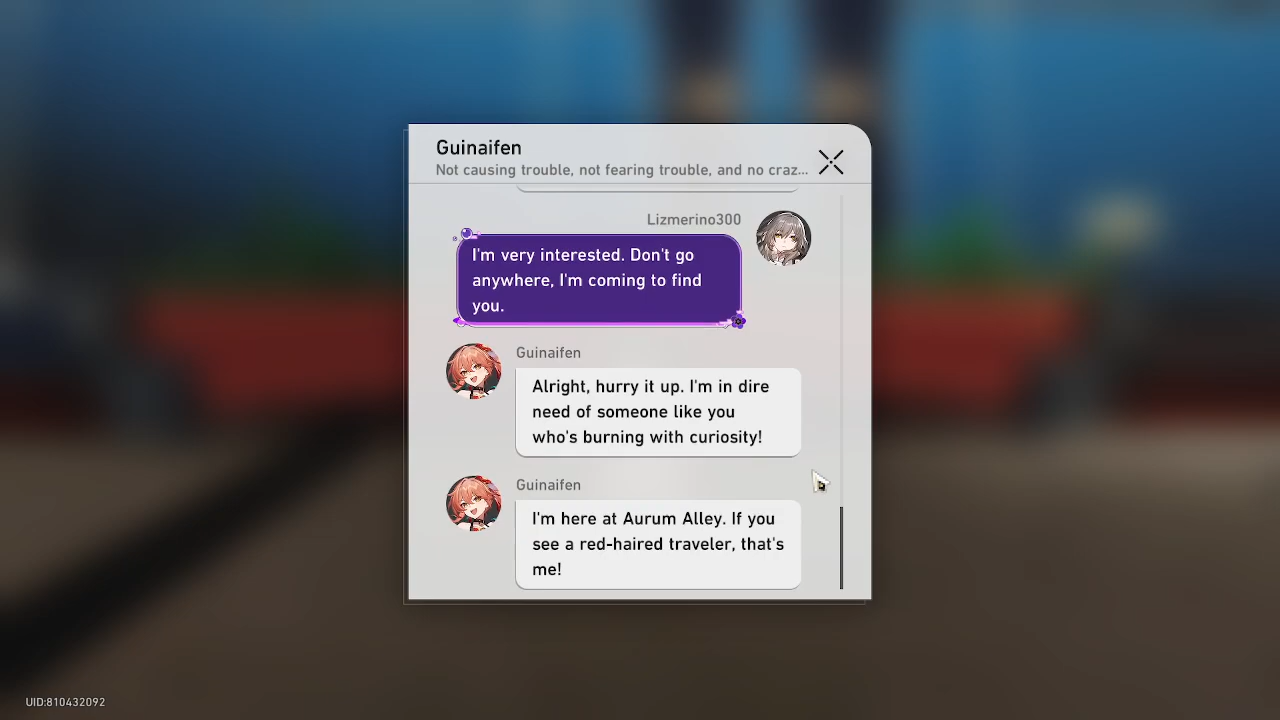 Guinaifen
Not causing trouble, not fearing trouble, and no craz...
Lizmerino300
I'm very interested. Don't go
anywhere, I'm coming to find
you.
Guinaifen
Alright, hurry it up. I'm in dire
need of someone like you
who's burning with curiosity!
Guinaifen
I'm here at Aurum Alley. If you
see a red-haired traveler, that's
me!
UID:810432092